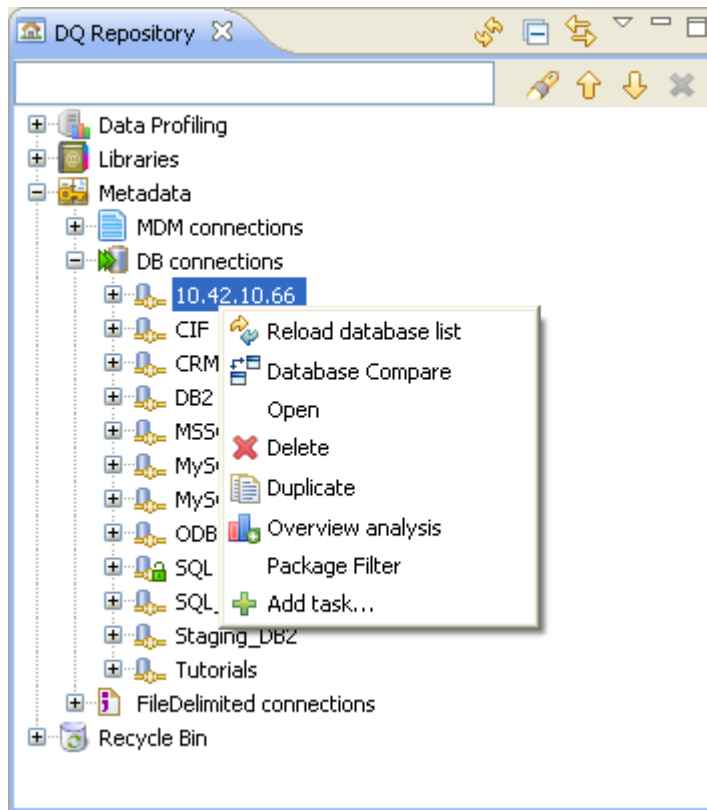 DQ Repository
Data Profiling
Libraries
Metadata
MDM connections
DB connections
10.42.10.66
CIF
CRM
DB2
ODB
SQL
SQL_
Staging_DB2
Tutorials
FileDelimited connections
Recycle Bin
Reload database list
Database Compare
Open
Delete
Duplicate
Overview analysis
Package Filter
Add task...